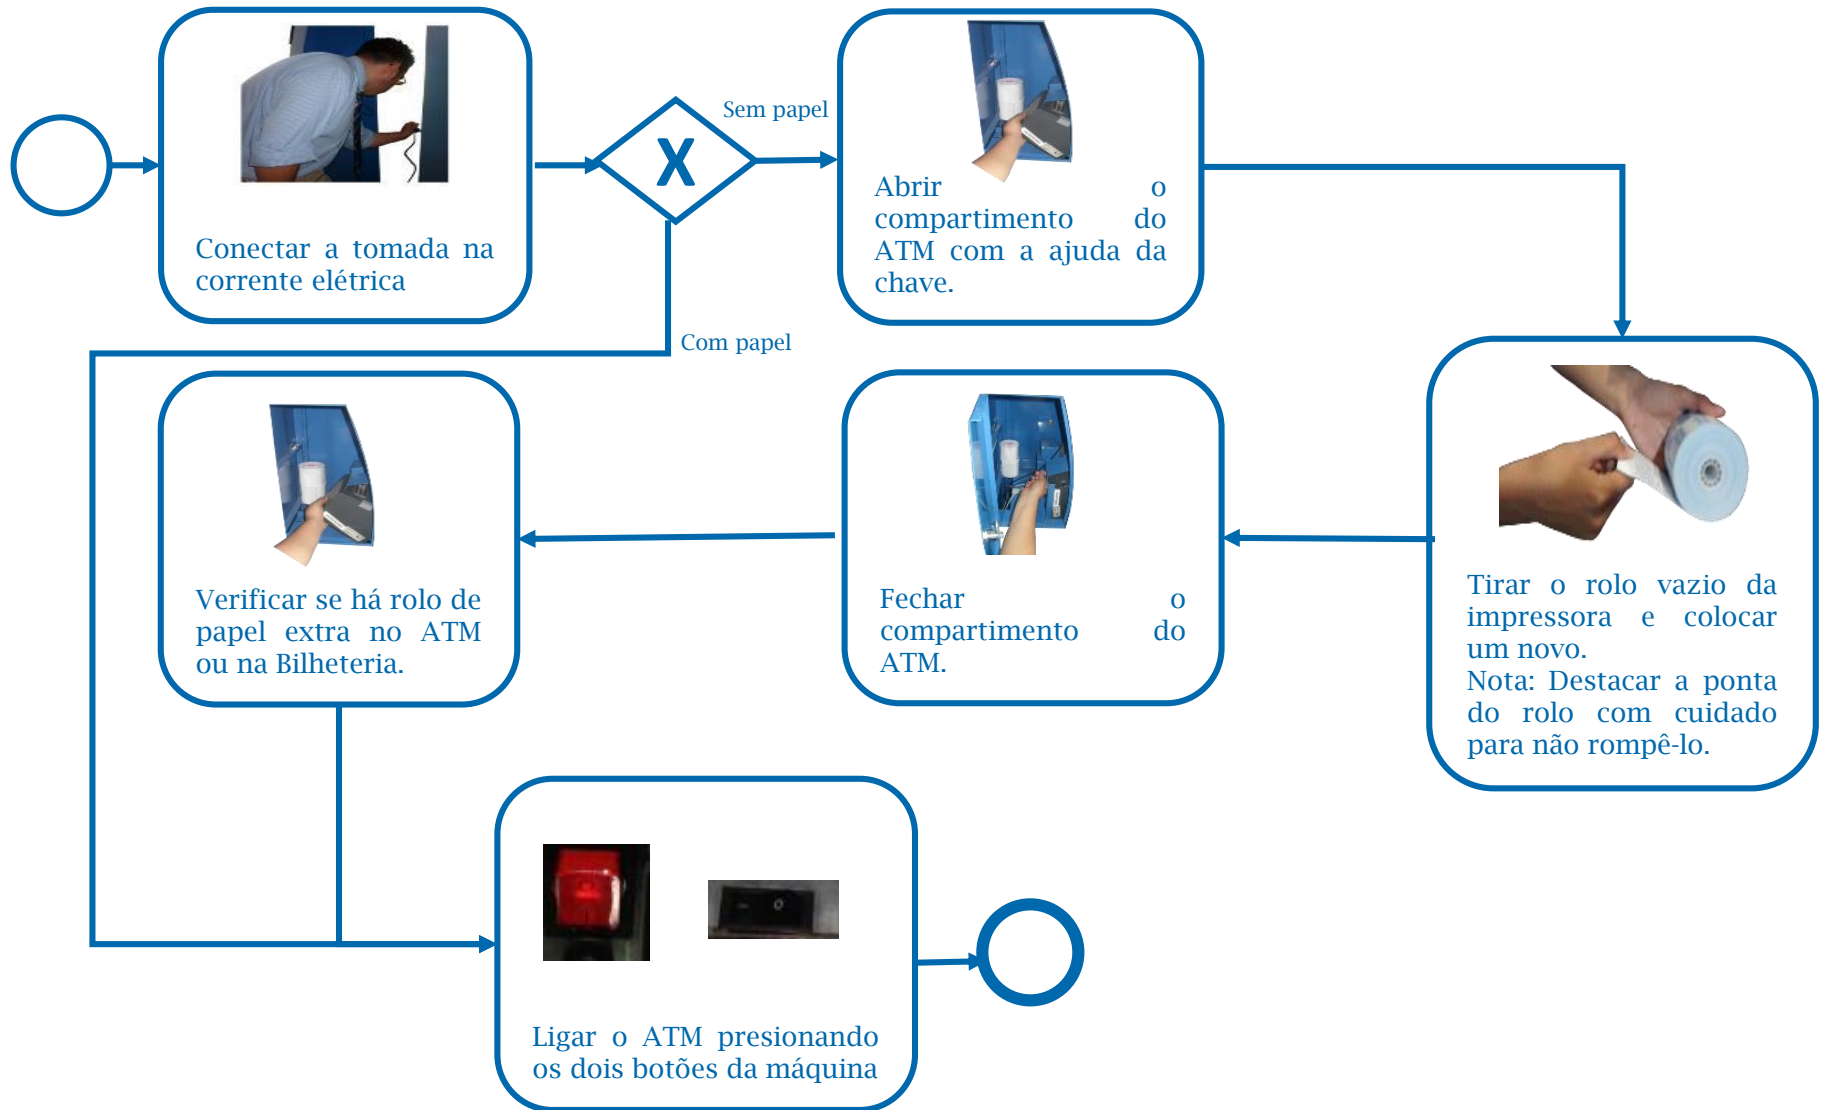 Conectar a tomada na
corrente elétrica
X
Sem papel
Abrir o
compartimento do
ATM com a ajuda da
chave.
Com papel
Tirar o rolo vazio da
impressora e colocar
um novo.
Nota: Destacar a ponta
do rolo com cuidado
para não rompê-lo.
Fechar o
compartimento do
ATM.
Verificar se há rolo de
papel extra no ATM
ou na Bilheteria.
Ligar o ATM presionando
os dois botões da máquina